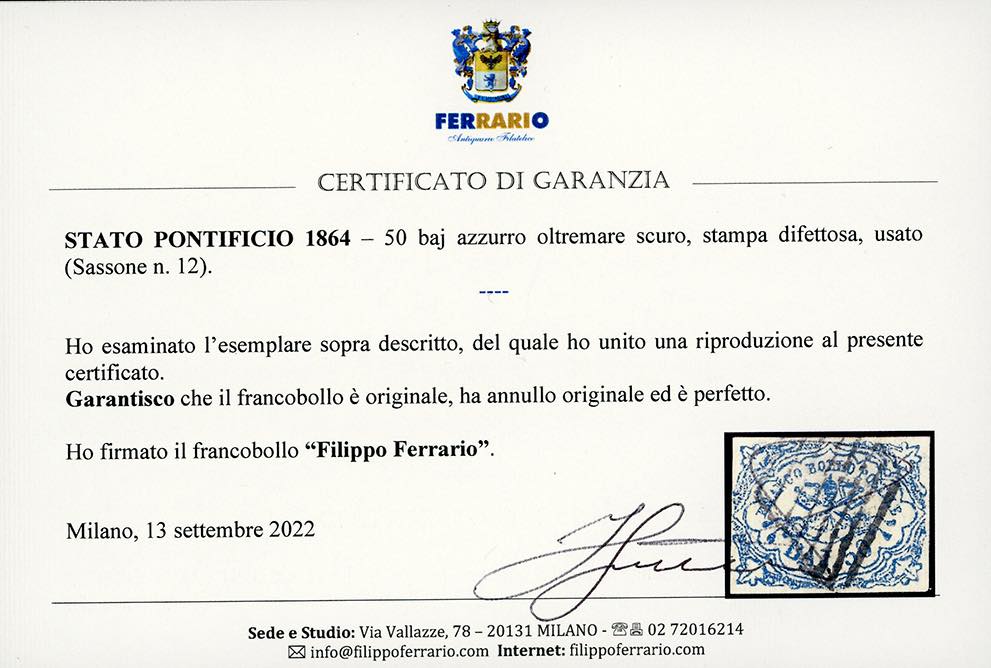 FERRARIO
Antiquario Filatelico
CERTIFICATO DI GARANZIA
STATO PONTIFICIO 1864 – 50 baj azzurro oltremare scuro, stampa difettosa, usato
(Sassone n. 12).
----
Ho esaminato l’esemplare sopra descritto, del quale ho unito una riproduzione al presente
certificato.
Garantisco che il francobollo è originale, ha annullo originale ed è perfetto.
Ho firmato il francobollo “Filippo Ferrario”.
Milano, 13 settembre 2022
BOLLO
Sede e Studio: Via Vallazze, 78 – 20131 MILANO - 02 72016214
info@filippoferrario.com Internet: filippoferrario.com